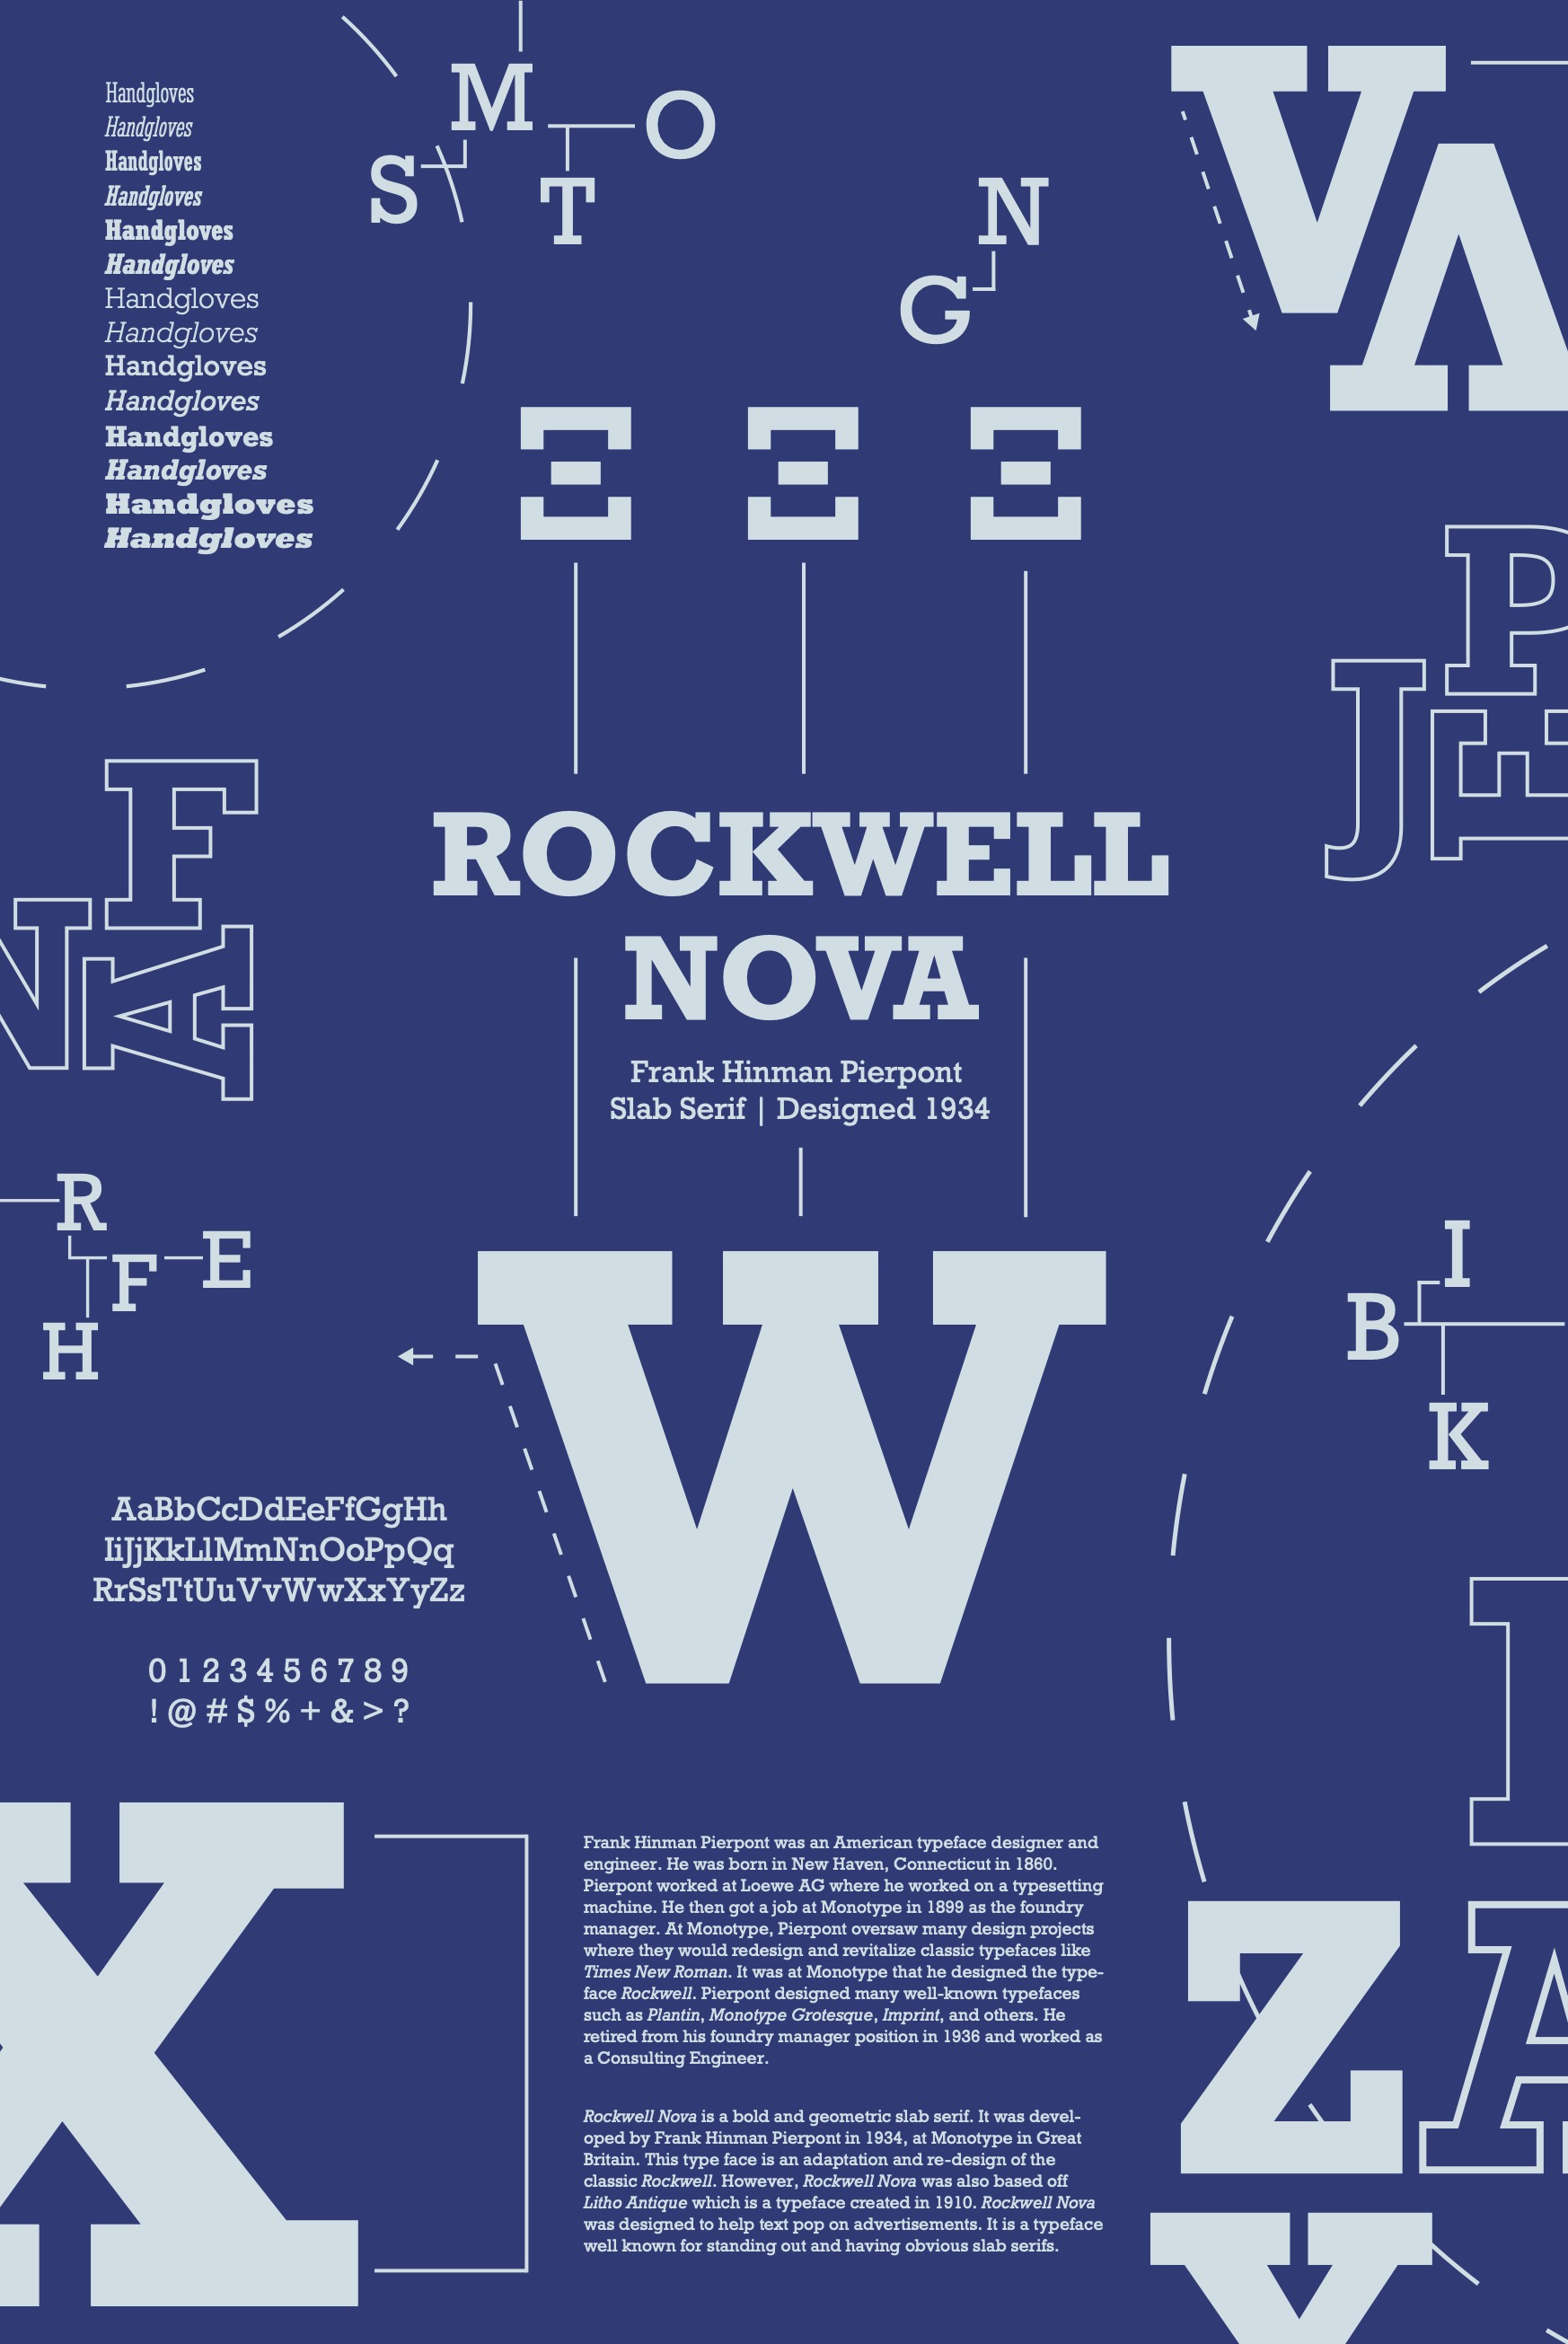 Handgloves
Handgloves
Handgloves
Handgloves
Handgloves
Handgloves
Handgloves
Handgloves
Handgloves
Handgloves
Handgloves
Handgloves
Handgloves
Handgloves
M
O
S
T
N
G
V
A
Ξ Ξ Ξ
P
J
E
F
N
A
ROCKWELL
NOVA
Frank Hinman Pierpont
Slab Serif | Designed 1934
R
F
E
H
I
B
K
W
AaBbCcDdEeFfGgHh
IiJjKkLlMmNnOoPpQq
RrSsTtUuVvWwXxYyZz
0 1 2 3 4 5 6 7 8 9
! @ # $ % + & > ?
X
Frank Hinman Pierpont was an American typeface designer and
engineer. He was born in New Haven, Connecticut in 1860.
Pierpont worked at Loewe AG where he worked on a typesetting
machine. He then got a job at Monotype in 1899 as the foundry
manager. At Monotype, Pierpont oversaw many design projects
where they would redesign and revitalize classic typefaces like
Times New Roman. It was at Monotype that he designed the type-
face Rockwell. Pierpont designed many well-known typefaces
such as Plantin, Monotype Grotesque, Imprint, and others. He
retired from his foundry manager position in 1936 and worked as
a Consulting Engineer.
Rockwell Nova is a bold and geometric slab serif. It was devel-
oped by Frank Hinman Pierpont in 1934, at Monotype in Great
Britain. This type face is an adaptation and re-design of the
classic Rockwell. However, Rockwell Nova was also based off
Litho Antique which is a typeface created in 1910. Rockwell Nova
was designed to help text pop on advertisements. It is a typeface
well known for standing out and having obvious slab serifs.
Z
A
Y